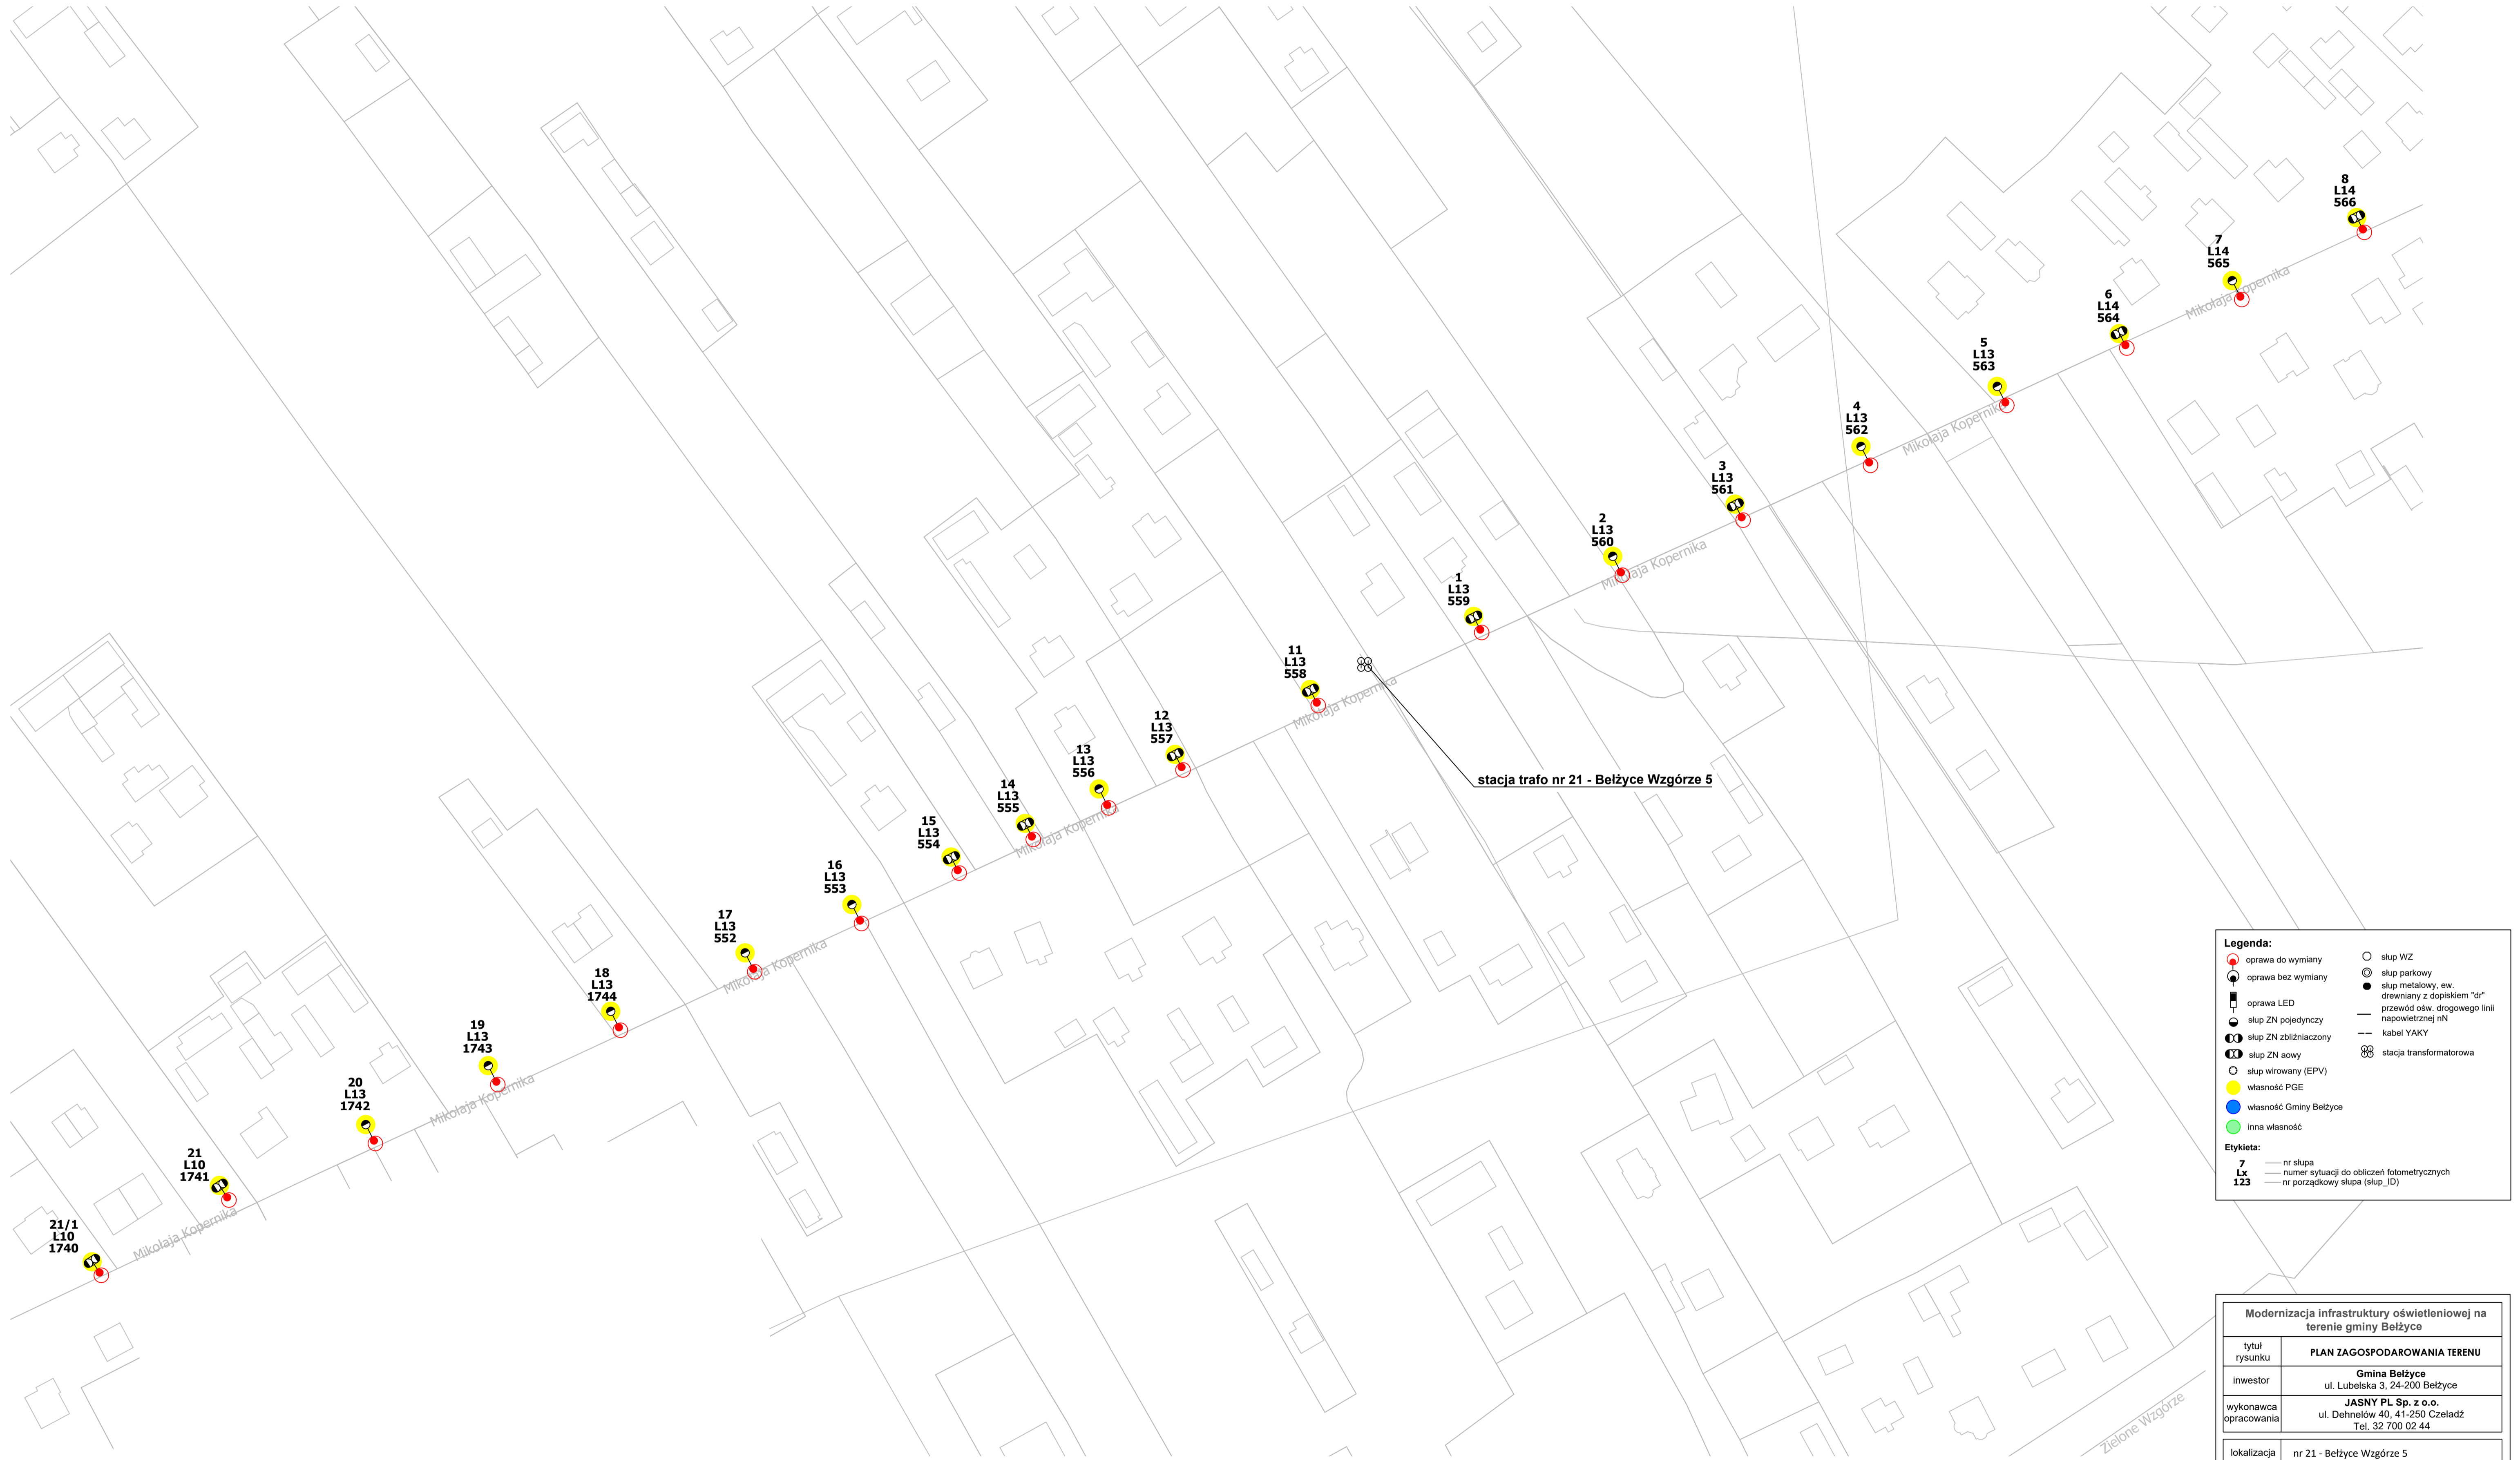 8
L14
566
7
L14
565
Mikołaja Kopernika
6
L14
564
5
L13
563
4
L13
562
Mikołaja Kopernika
3
L13
561
2
L13
560
Mikołaja Kopernika
1
L13
559
11
L13
558
Mikołaja Kopernika
stacja trafo nr 21 - Bełżyce Wzgórze 5
12
L13
557
13
L13
556
14
L13
555
Mikołaja Kopernika
15
L13
554
16
L13
553
17
L13
552
Mikołaja Kopernika
18
L13
1744
19
L13
1743
Mikołaja Kopernika
20
L13
1742
21
L10
1741
21/1
L10
1740
Mikołaja Kopernika
Legenda:
oprawa do wymiany
oprawa bez wymiany
oprawa LED
słup ZN pojedynczy
słup ZN zbliźniaczony
słup ZN aowy
słup wirowany (EPV)
własność PGE
własność Gminy Bełżyce
inna własność
słup WZ
słup parkowy
słup metalowy, ew.
drewniany z dopiskiem "dr"
przewód ośw. drogowego linii
napowietrznej nN
kabel YAKY
stacja transformatorowa
Etykieta:
7 nr słupa
Lx numer sytuacji do obliczeń fotometrycznych
123 nr porządkowy słupa (słup_ID)
Modernizacja infrastruktury oświetleniowej na
terenie gminy Bełżyce
tytuł
rysunku
PLAN ZAGOSPODAROWANIA TERENU
inwestor
Gmina Bełżyce
ul. Lubelska 3, 24-200 Bełżyce
wykonawca
opracowania
JASNY PL Sp. z o.o.
ul. Dehnelów 40, 41-250 Czeladź
Tel. 32 700 02 44
lokalizacja
nr 21 - Bełżyce Wzgórze 5
Zielone Wzgórze